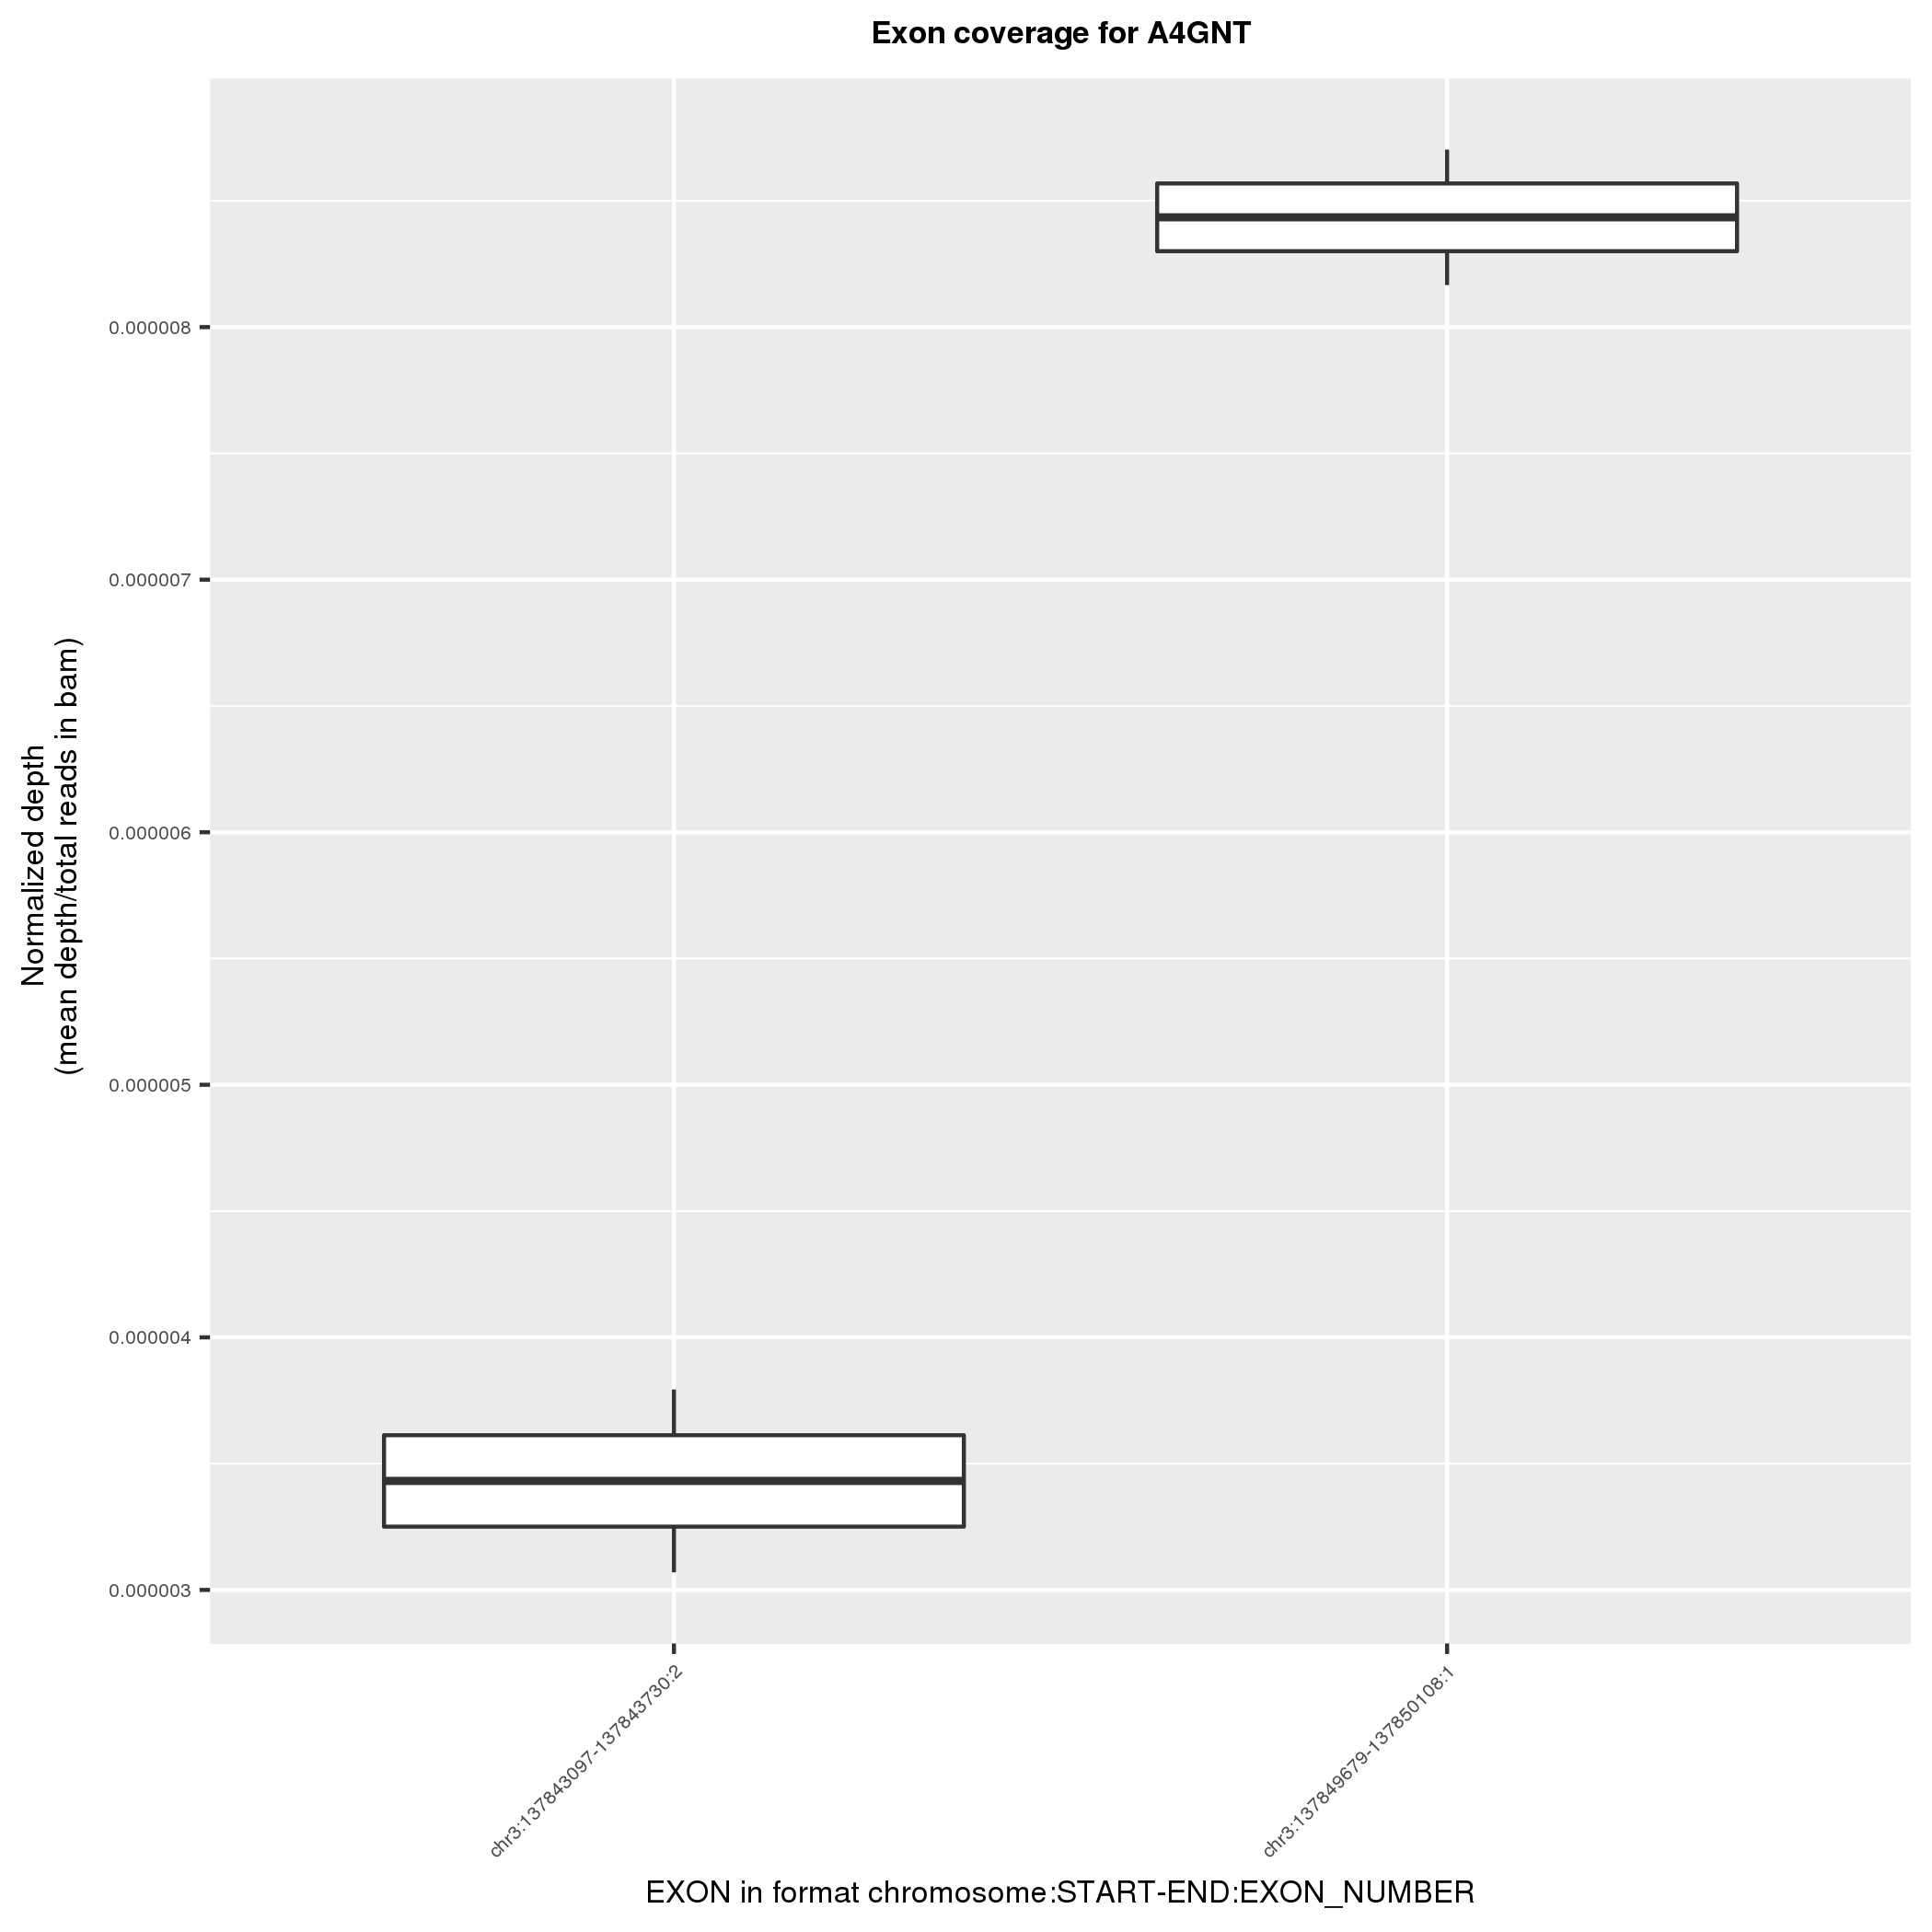 Exon coverage for A4GNT
Normalized depth
(mean depth/total reads in bam)
0.000008
0.000007
0.000006
0.000005
0.000004
0.000003
chr3:137843097-137843730:2
chr3:137849679-137850108:1
EXON in format chromosome:START-END:EXON_NUMBER